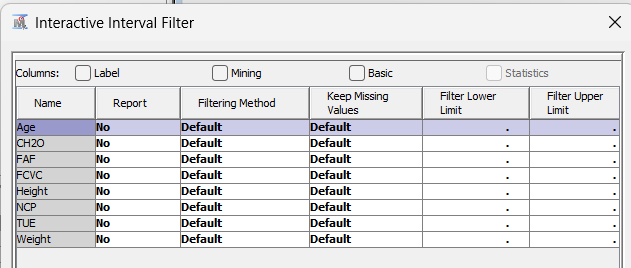 Interactive Interval Filter
Columns: Label Mining Basic Statistics
Name Report Filtering Method Keep Missing Values Filter Lower Limit Filter Upper Limit
Age No Default Default . .
CH2O No Default Default . .
FAF No Default Default . .
FCVC No Default Default . .
Height No Default Default . .
NCP No Default Default . .
TUE No Default Default . .
Weight No Default Default . .